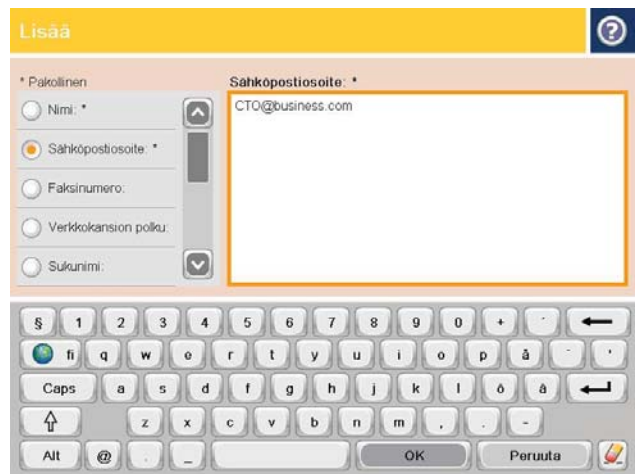 Lisää
* Pakollinen
Nimi: *
Sähköpostiosoite: *
Faksinumero:
Verkkokansion polku:
Sukunimi:
Sähköpostiosoite: *
CTO@business.com
§ 1 2 3 4 5 6 7 8 9 0 + ´
fi q w e r t y u i o p å ¨ '
Caps a s d f g h j k l ö ä
z x c v b n m , . -
Alt @ . _ OK Peruuta